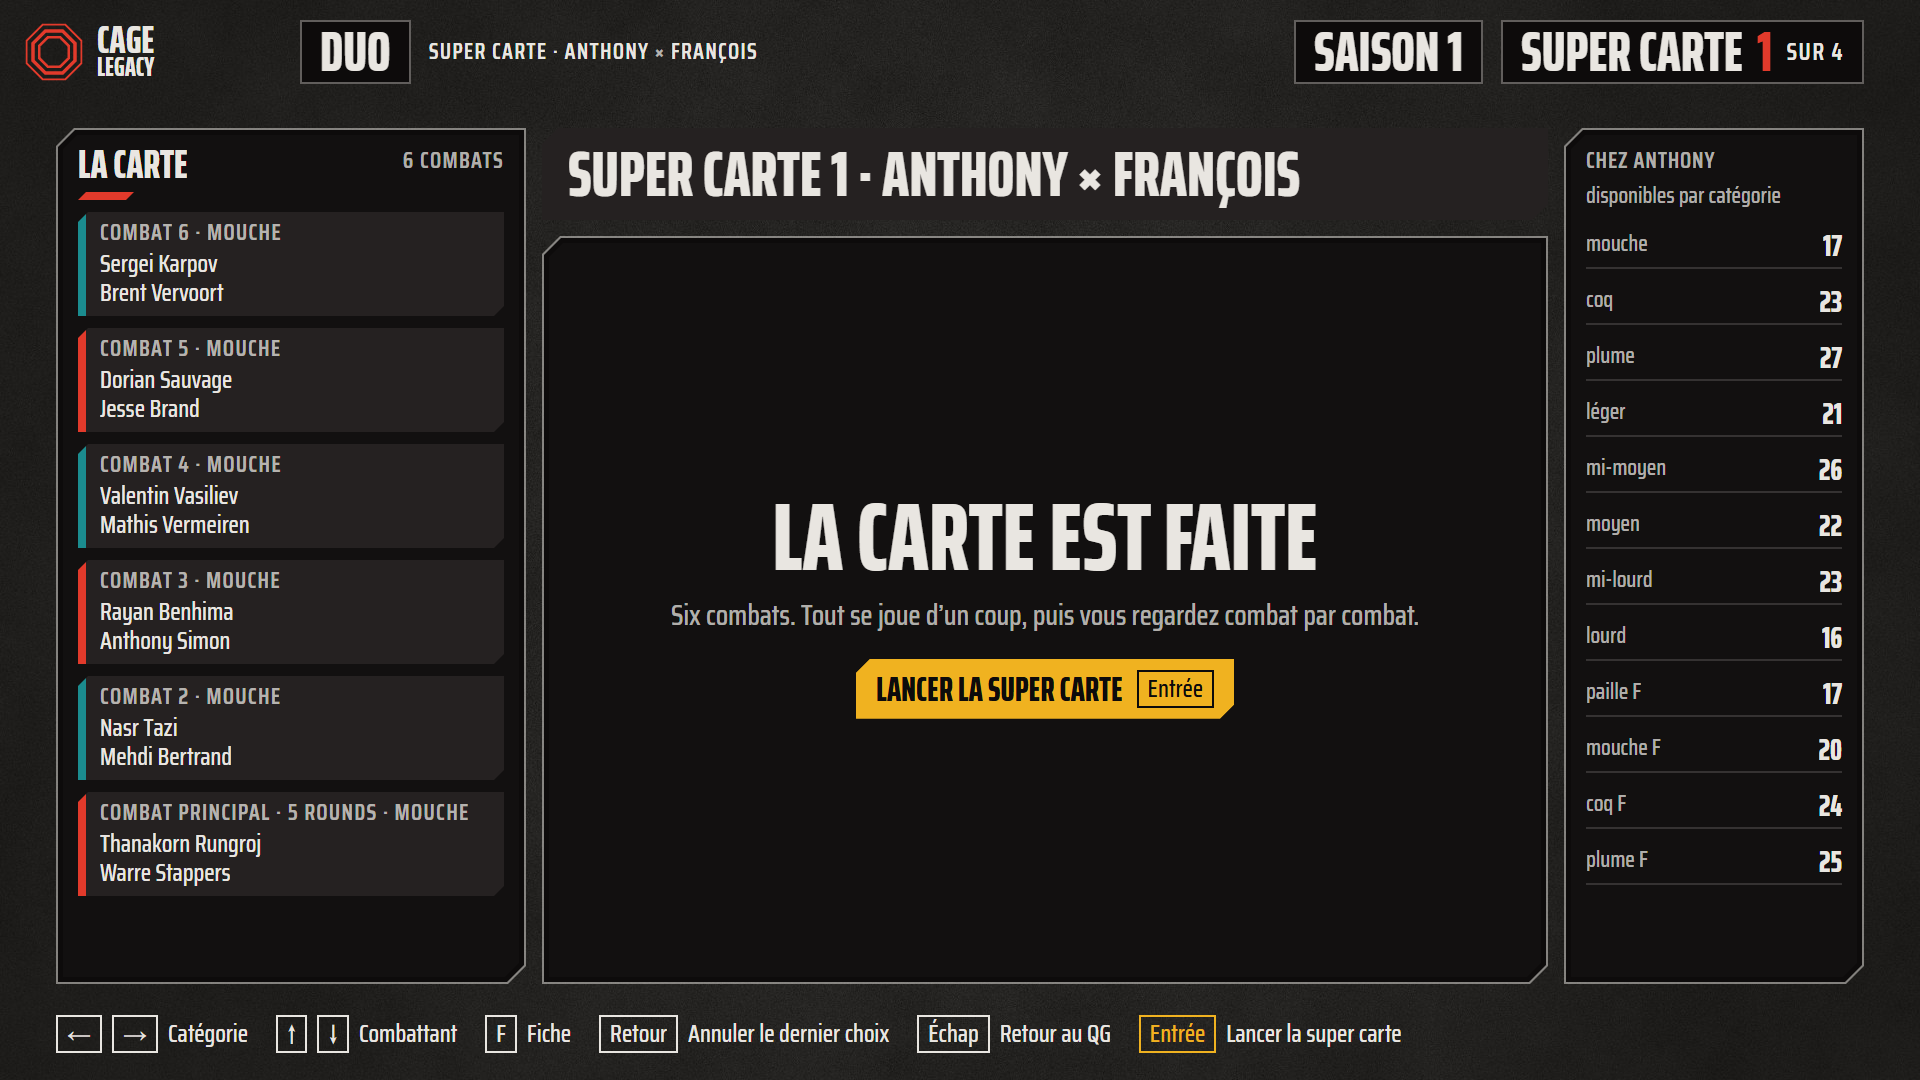 CAGE
LEGACY
DUO
SUPER CARTE · ANTHONY × FRANÇOIS
SAISON 1
SUPER CARTE 1 SUR 4
LA CARTE
6 COMBATS
COMBAT 6 · MOUCHE
Sergei Karpov
Brent Vervoort
COMBAT 5 · MOUCHE
Dorian Sauvage
Jesse Brand
COMBAT 4 · MOUCHE
Valentin Vasiliev
Mathis Vermeiren
COMBAT 3 · MOUCHE
Rayan Benhima
Anthony Simon
COMBAT 2 · MOUCHE
Nasr Tazi
Mehdi Bertrand
COMBAT PRINCIPAL · 5 ROUNDS · MOUCHE
Thanakorn Rungroj
Warre Stappers
SUPER CARTE 1 · ANTHONY × FRANÇOIS
LA CARTE EST FAITE
Six combats. Tout se joue d’un coup, puis vous regardez combat par combat.
LANCER LA SUPER CARTE Entrée
CHEZ ANTHONY
disponibles par catégorie
mouche 17
coq 23
plume 27
léger 21
mi-moyen 26
moyen 22
mi-lourd 23
lourd 16
paille F 17
mouche F 20
coq F 24
plume F 25
← → Catégorie ↑ ↓ Combattant F Fiche Retour Annuler le dernier choix Échap Retour au QG Entrée Lancer la super carte